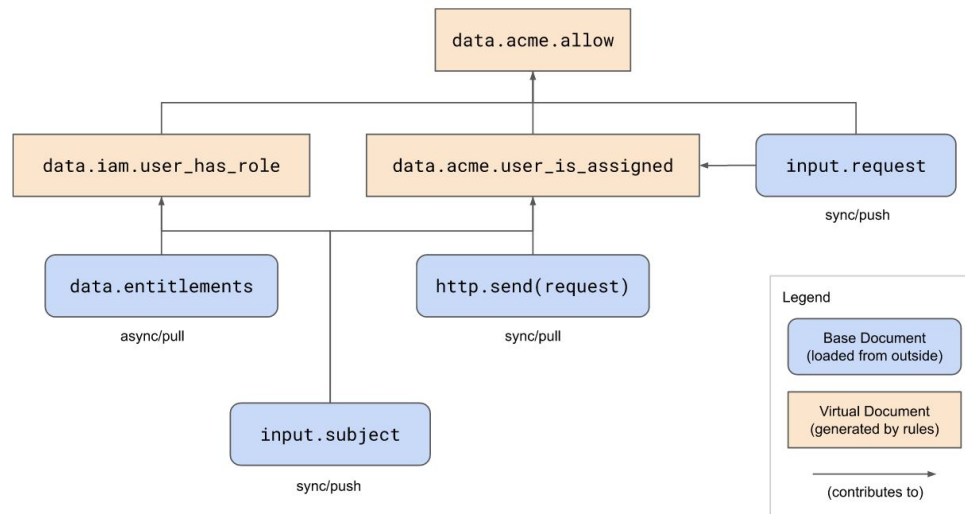 data.acme.allow
data.iam.user_has_role
data.acme.user_is_assigned
input.request
sync/push
data.entitlements
async/pull
http.send(request)
sync/pull
input.subject
sync/push
Legend
Base Document
(loaded from outside)
Virtual Document
(generated by rules)
(contributes to)